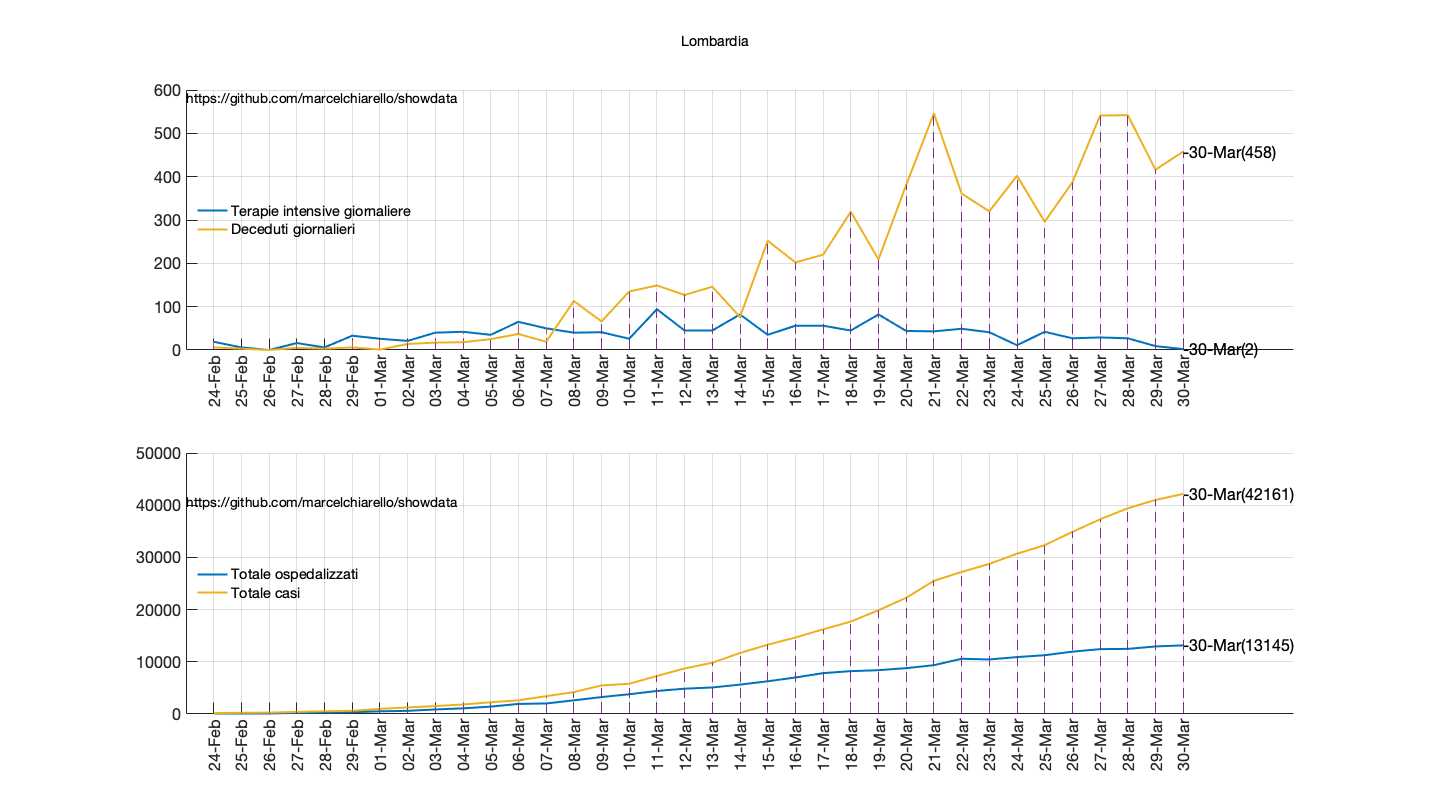 Lombardia
600
https://github.com/marcelchiarello/showdata
500
400
300
200
100
0
-30-Mar(458)
-30-Mar(2)
Terapie intensive giornaliere
Deceduti giornalieri
24-Feb
25-Feb
26-Feb
27-Feb
28-Feb
29-Feb
01-Mar
02-Mar
03-Mar
04-Mar
05-Mar
06-Mar
07-Mar
08-Mar
09-Mar
10-Mar
11-Mar
12-Mar
13-Mar
14-Mar
15-Mar
16-Mar
17-Mar
18-Mar
19-Mar
20-Mar
21-Mar
22-Mar
23-Mar
24-Mar
25-Mar
26-Mar
27-Mar
28-Mar
29-Mar
30-Mar
50000
https://github.com/marcelchiarello/showdata
40000
30000
20000
10000
0
-30-Mar(42161)
-30-Mar(13145)
Totale ospedalizzati
Totale casi
24-Feb
25-Feb
26-Feb
27-Feb
28-Feb
29-Feb
01-Mar
02-Mar
03-Mar
04-Mar
05-Mar
06-Mar
07-Mar
08-Mar
09-Mar
10-Mar
11-Mar
12-Mar
13-Mar
14-Mar
15-Mar
16-Mar
17-Mar
18-Mar
19-Mar
20-Mar
21-Mar
22-Mar
23-Mar
24-Mar
25-Mar
26-Mar
27-Mar
28-Mar
29-Mar
30-Mar